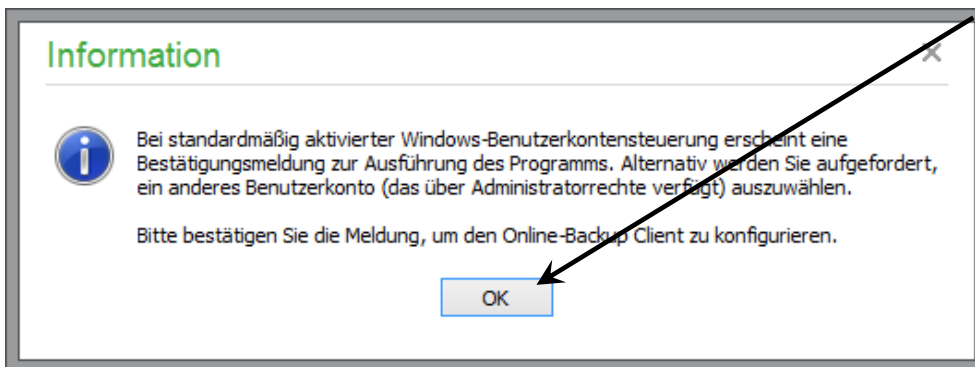 Information
Bei standardmäßig aktivierter Windows-Benutzerkontensteuerung erscheint eine
Bestätigungsmeldung zur Ausführung des Programms. Alternativ werden Sie aufgefordert,
ein anderes Benutzerkonto (das über Administratorrechte verfügt) auszuwählen.
Bitte bestätigen Sie die Meldung, um den Online-Backup Client zu konfigurieren.
OK